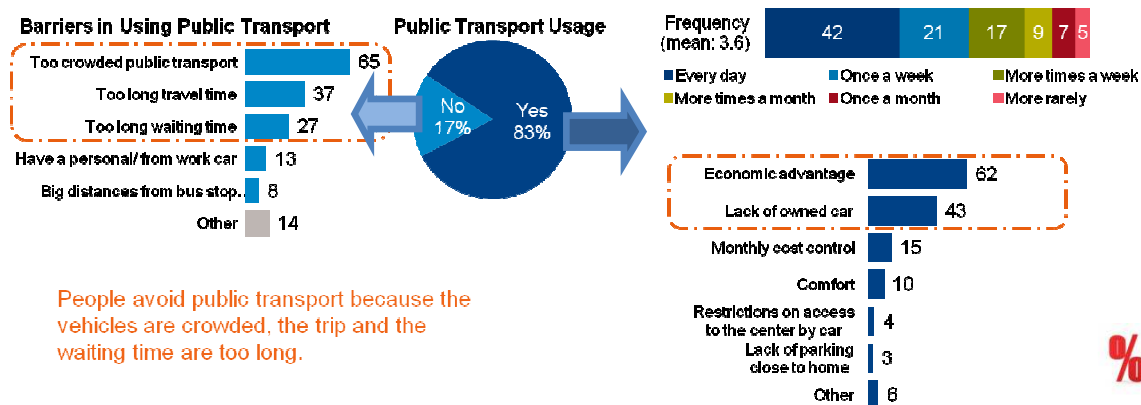 Barriers in Using Public Transport
Too crowded public transport 65
Too long travel time 37
Too long waiting time 27
Have a personal/ from work car 13
Big distances from bus stop.. 8
Other 14
People avoid public transport because the
vehicles are crowded, the trip and the
waiting time are too long.
Public Transport Usage
No
17%
Yes
83%
Frequency
(mean: 3.6)
42 21 17 9 7 5
Every day Once a week More times a week
More times a month Once a month More rarely
Economic advantage 62
Lack of owned car 43
Monthly cost control 15
Comfort 10
Restrictions on access
to the center by car 4
Lack of parking
close to home 3
Other 6
%